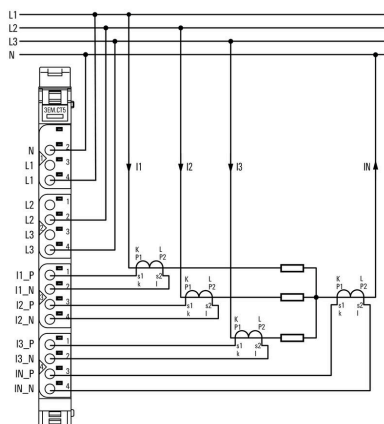 L1
L2
L3
N
3EM.CT5
N 2
L1 3
L1 4
I1 I2 I3 IN
L2 1
L2 2
L3 3
L3 4
K L
P1 P2
s1 s2
k l
I1_P 1
I1_N 2
I2_P 3
I2_N 4
K L
P1 P2
s1 s2
k l
K L
P1 P2
s1 s2
k l
I3_P 1
I3_N 2
IN_P 3
IN_N 4
K L
P1 P2
s1 s2
k l